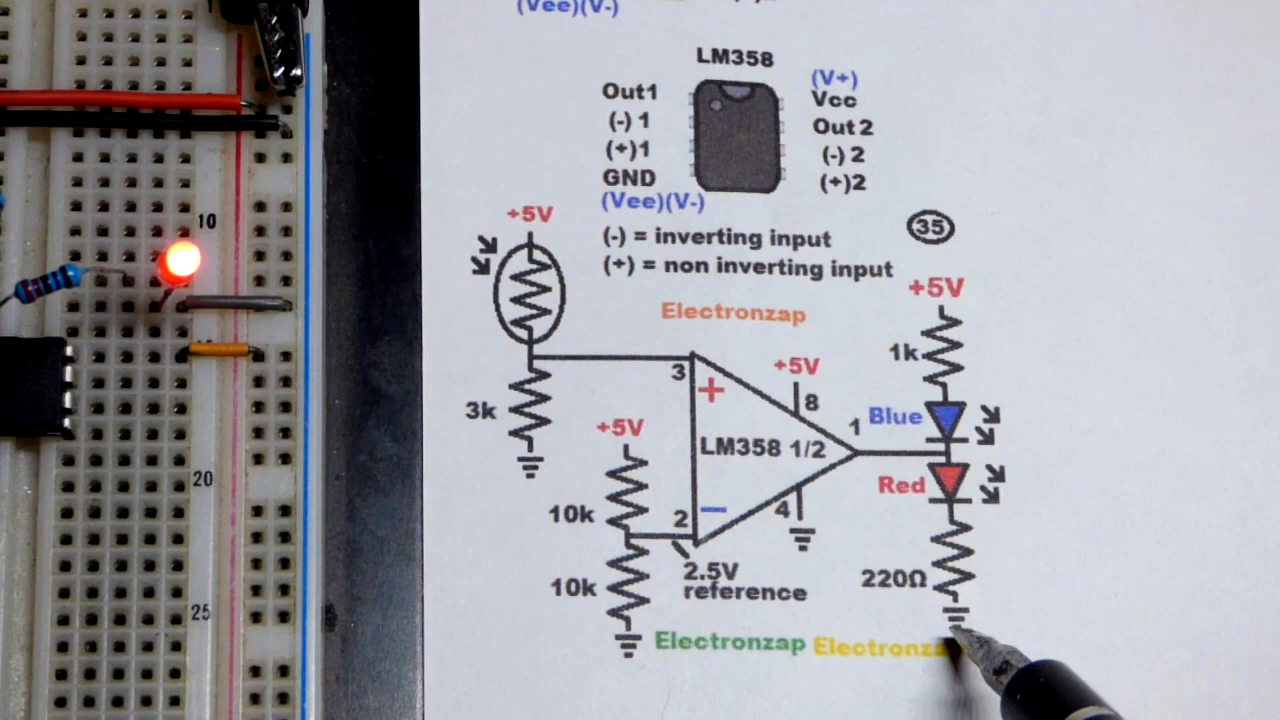 (Vee)(V-)
LM358
Out1
(-) 1
(+)1
GND
(Vee)(V-)
(V+)
Vcc
Out 2
(-) 2
(+)2
(-) = inverting input
(+) = non inverting input
35
Electronzap
+5V
3k
+5V
10k
10k
3
+
2
−
2.5V
reference
LM358 1/2
+5V
8
4
1
+5V
1k
Blue
Red
220Ω
Electronzap
Electronza
10
20
25